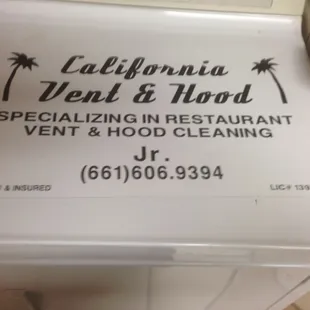 California
Vent & Hood
SPECIALIZING IN RESTAURANT
VENT & HOOD CLEANING
Jr.
(661)606.9394
& INSURED
LIC# 139